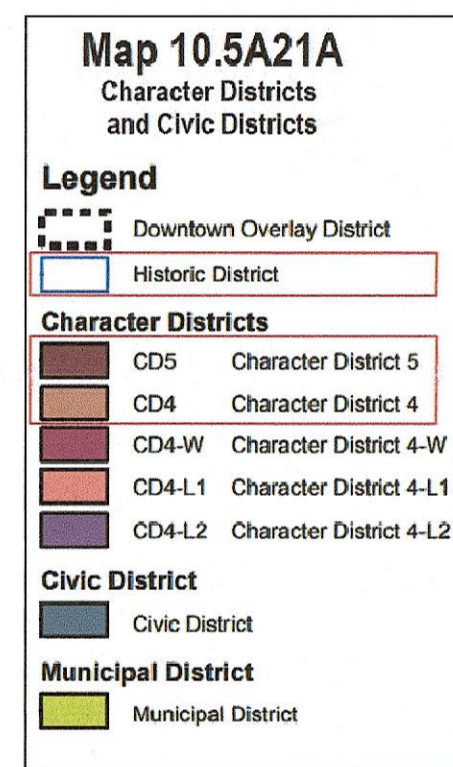 Map 10.5A21A
Character Districts
and Civic Districts
Legend
Downtown Overlay District
Historic District
Character Districts
CD5 Character District 5
CD4 Character District 4
CD4-W Character District 4-W
CD4-L1 Character District 4-L1
CD4-L2 Character District 4-L2
Civic District
Civic District
Municipal District
Municipal District